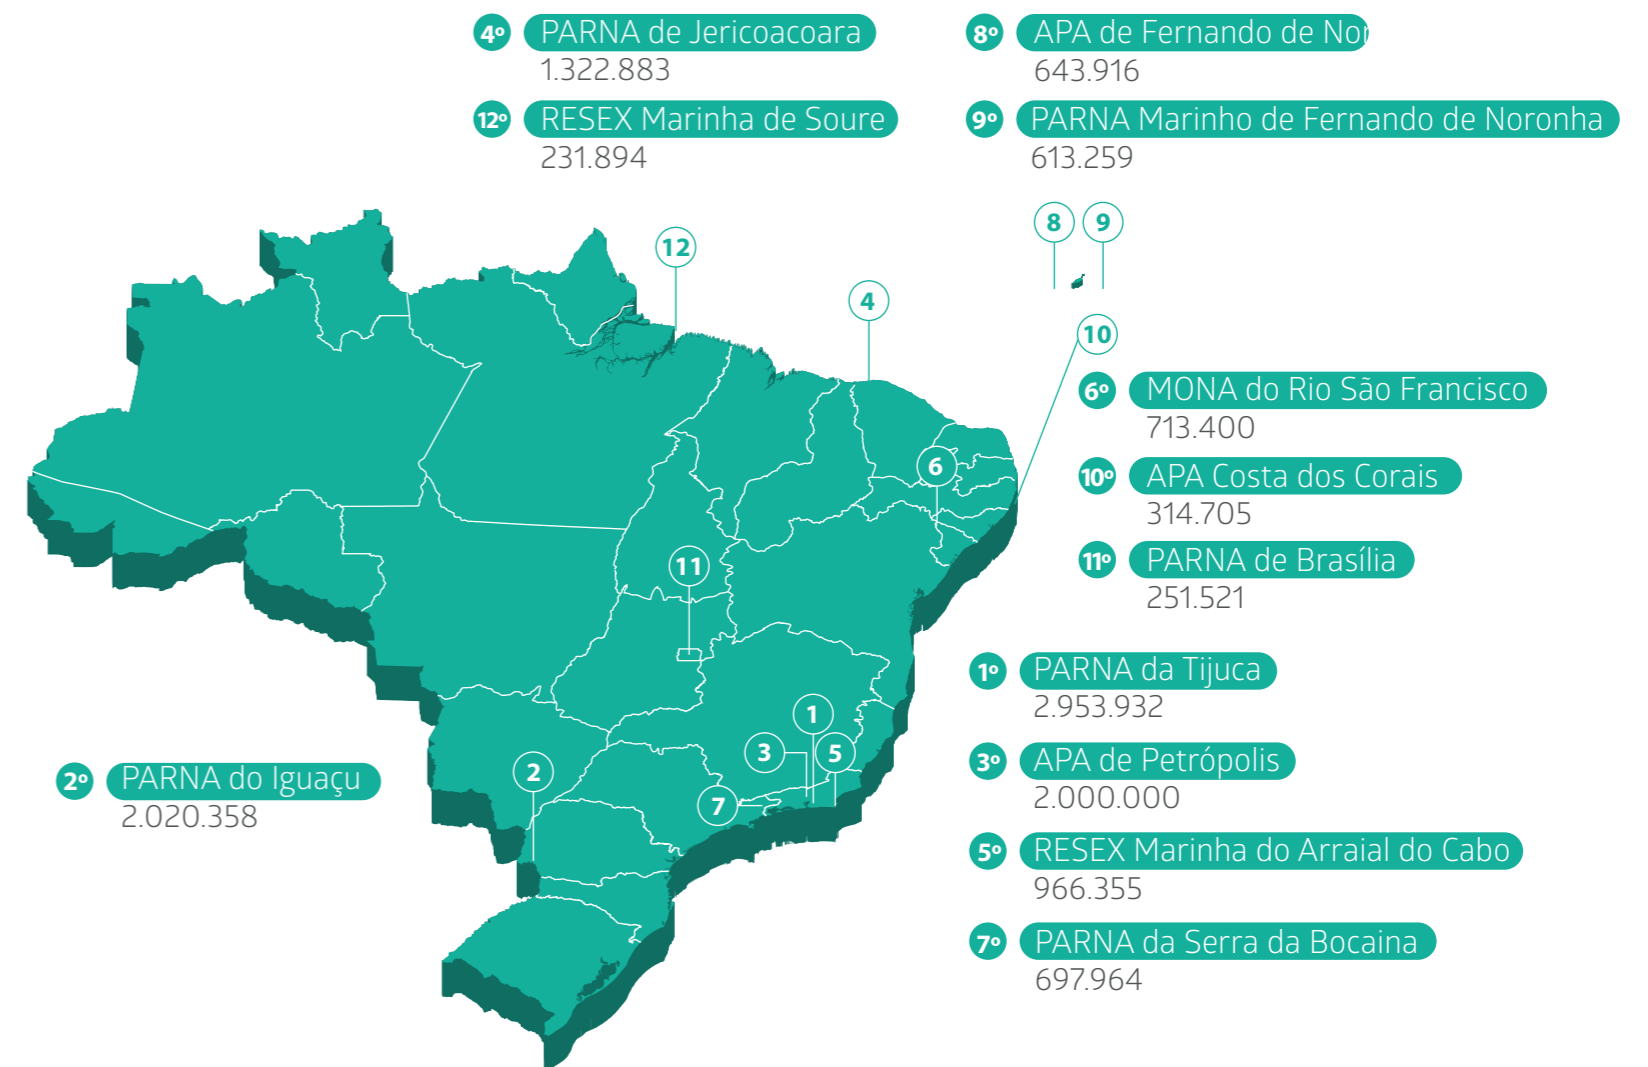 4º PARNA de Jericoacoara
1.322.883
12º RESEX Marinha de Soure
231.894
8º APA de Fernando de Nor
643.916
9º PARNA Marinho de Fernando de Noronha
613.259
8
9
12
4
10
6º MONA do Rio São Francisco
713.400
10º APA Costa dos Corais
314.705
11º PARNA de Brasília
251.521
6
11
1º PARNA da Tijuca
2.953.932
3º APA de Petrópolis
2.000.000
5º RESEX Marinha do Arraial do Cabo
966.355
7º PARNA da Serra da Bocaina
697.964
1
3
5
2
7
2º PARNA do Iguaçu
2.020.358